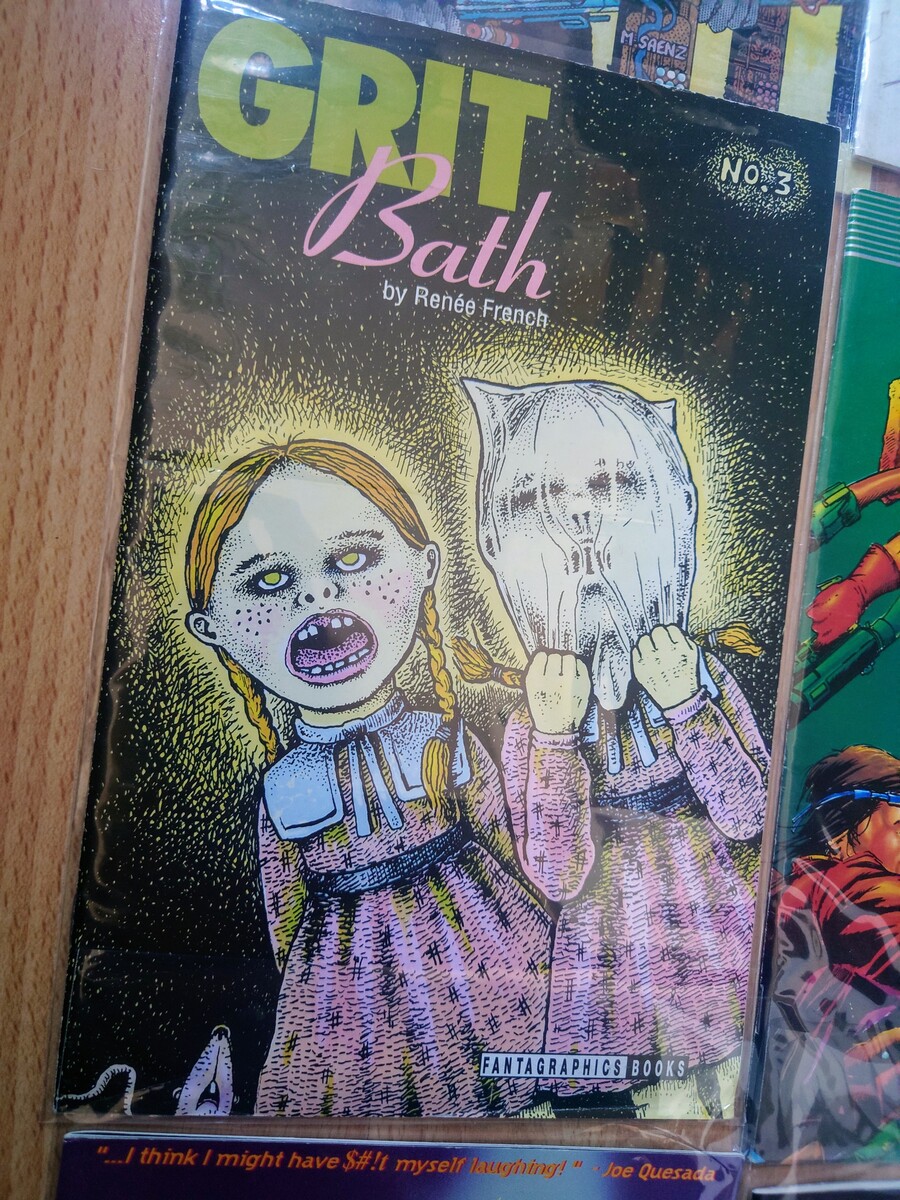 M. SAENZ
GRIT
Bath
No. 3
by Renée French
FANTAGRAPHICS BOOKS
"...I think I might have $#!t myself laughing!" - Joe Quesada